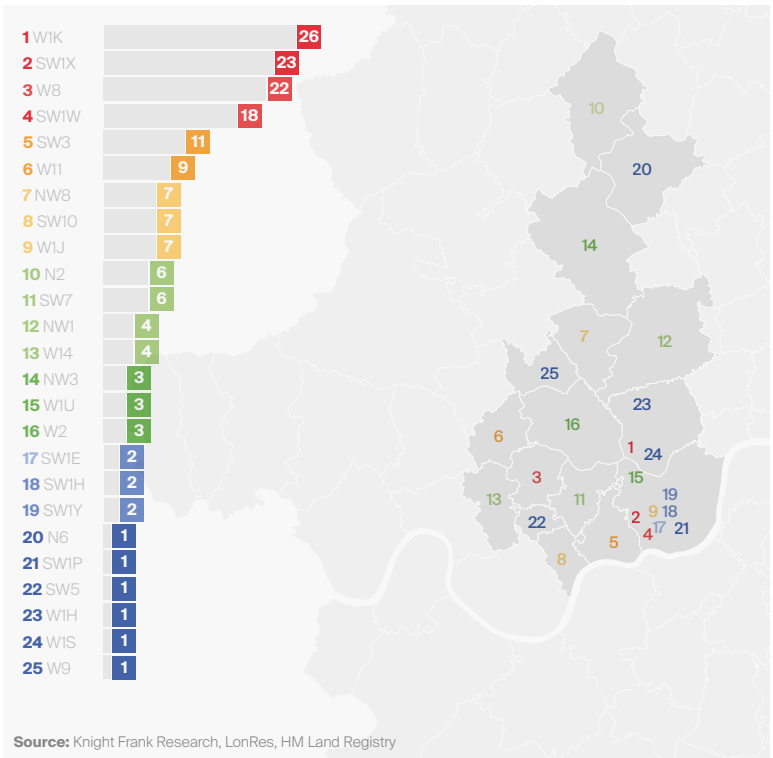 1 W1K 26
2 SW1X 23
3 W8 22
4 SW1W 18
5 SW3 11
6 W11 9
7 NW8 7
8 SW10 7
9 W1J 7
10 N2 6
11 SW7 6
12 NW1 4
13 W14 4
14 NW3 3
15 W1U 3
16 W2 3
17 SW1E 2
18 SW1H 2
19 SW1Y 2
20 N6 1
21 SW1P 1
22 SW5 1
23 W1H 1
24 W1S 1
25 W9 1
10
20
14
7
12
25
23
16
6
1
24
3
15
13
11
19
9
18
2
22
17
21
4
5
8
Source: Knight Frank Research, LonRes, HM Land Registry